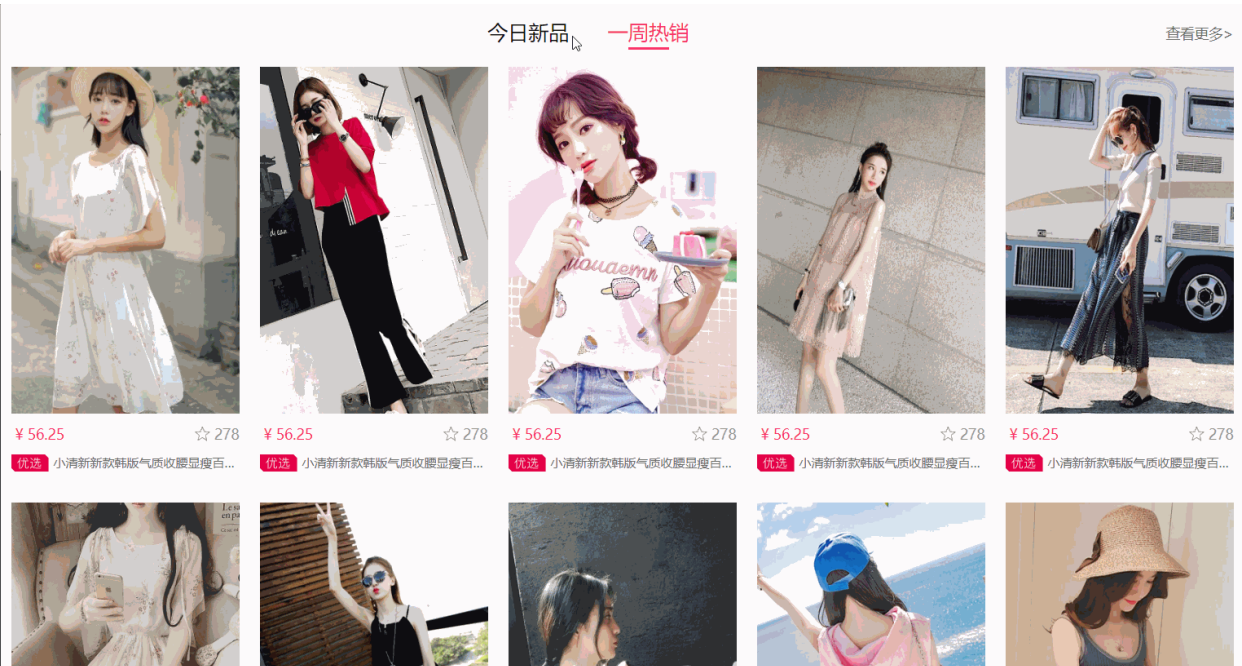 今日新品 一周热销 查看更多>
¥ 56.25 ☆ 278 ¥ 56.25 ☆ 278 ¥ 56.25 ☆ 278 ¥ 56.25 ☆ 278 ¥ 56.25 ☆ 278
优选 小清新新款韩版气质收腰显瘦百... 优选 小清新新款韩版气质收腰显瘦百... 优选 小清新新款韩版气质收腰显瘦百... 优选 小清新新款韩版气质收腰显瘦百... 优选 小清新新款韩版气质收腰显瘦百...